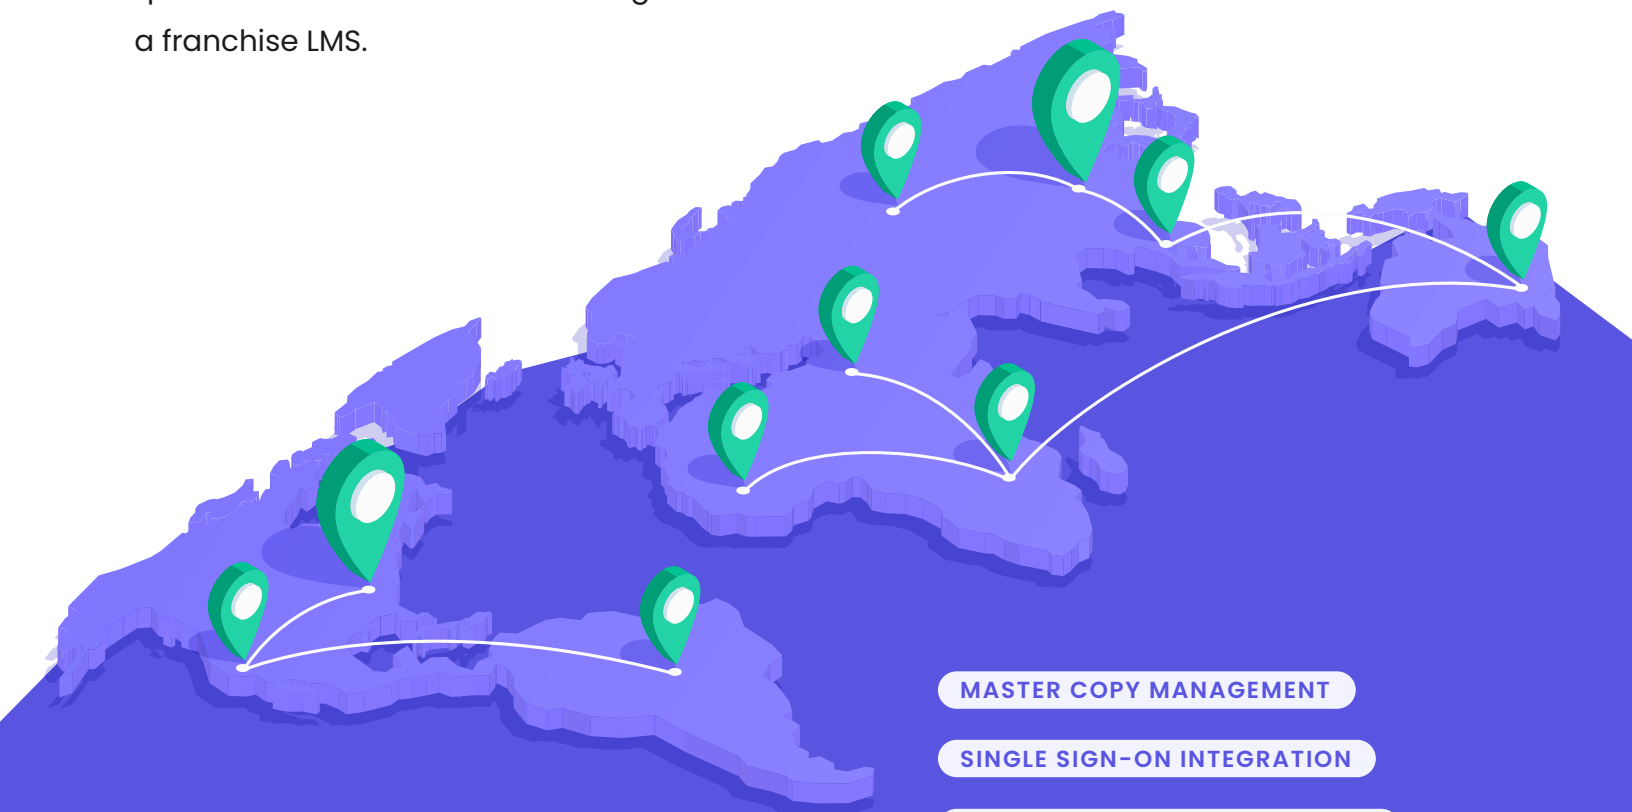 a franchise LMS.
MASTER COPY MANAGEMENT
SINGLE SIGN-ON INTEGRATION